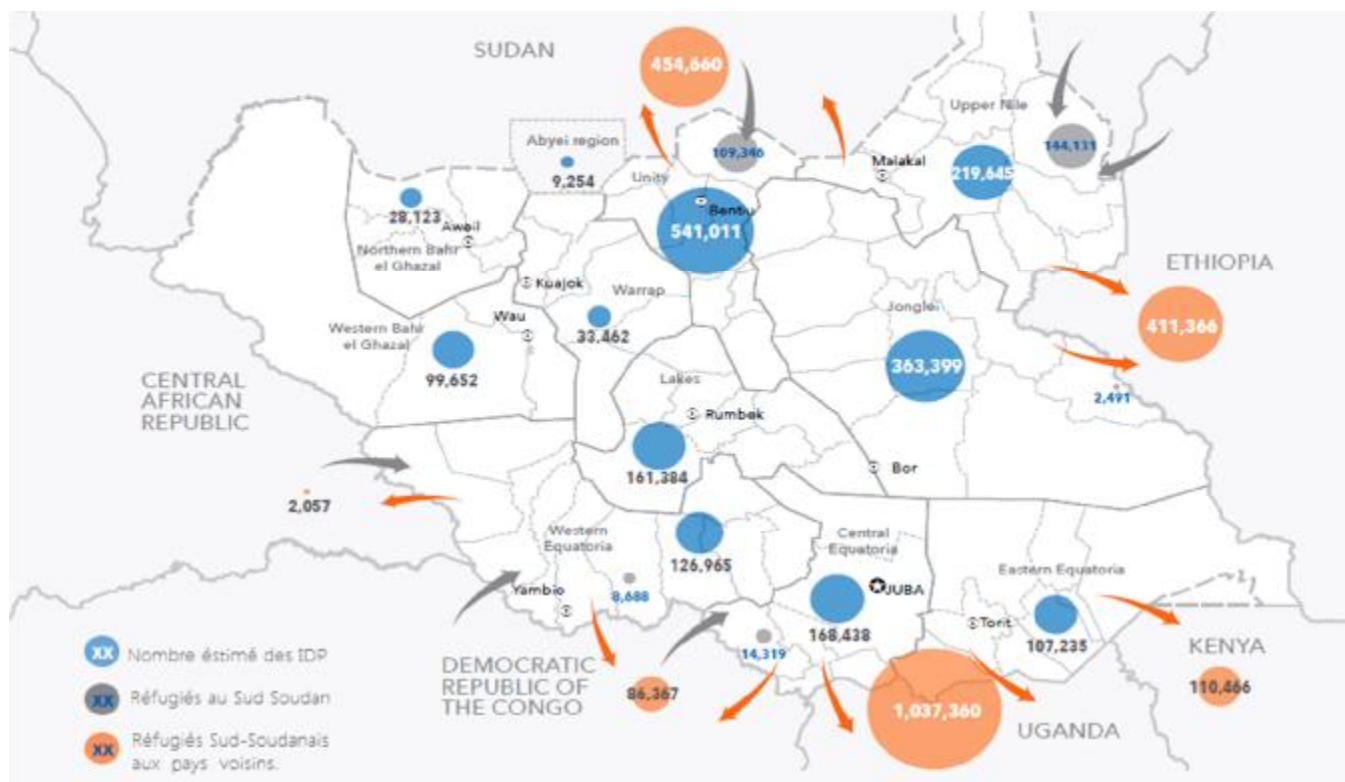 SUDAN
454,660
Upper Nile
144,131
109,346
Abyei region
9,254
Unity
Malakal
219,645
Bentiu
541,011
28,123
Aweil
Northern Bahr
el Ghazal
ETHIOPIA
411,366
Kuajok
Warrap
33,462
Jonglei
363,399
2,491
Western Bahr
el Ghazal
Wau
99,652
CENTRAL
AFRICAN
REPUBLIC
2,057
Lakes
Rumbek
161,384
Bor
Western
Equatoria
126,965
Central
Equatoria
JUBA
168,438
Eastern Equatoria
Torit
107,235
Yambio
8,688
14,319
KENYA
110,466
DEMOCRATIC
REPUBLIC OF
THE CONGO
86,367
1,037,360
UGANDA
XX Nombre éstimé des IDP
XX Réfugiés au Sud Soudan
XX Réfugiés Sud-Soudanais
aux pays voisins.